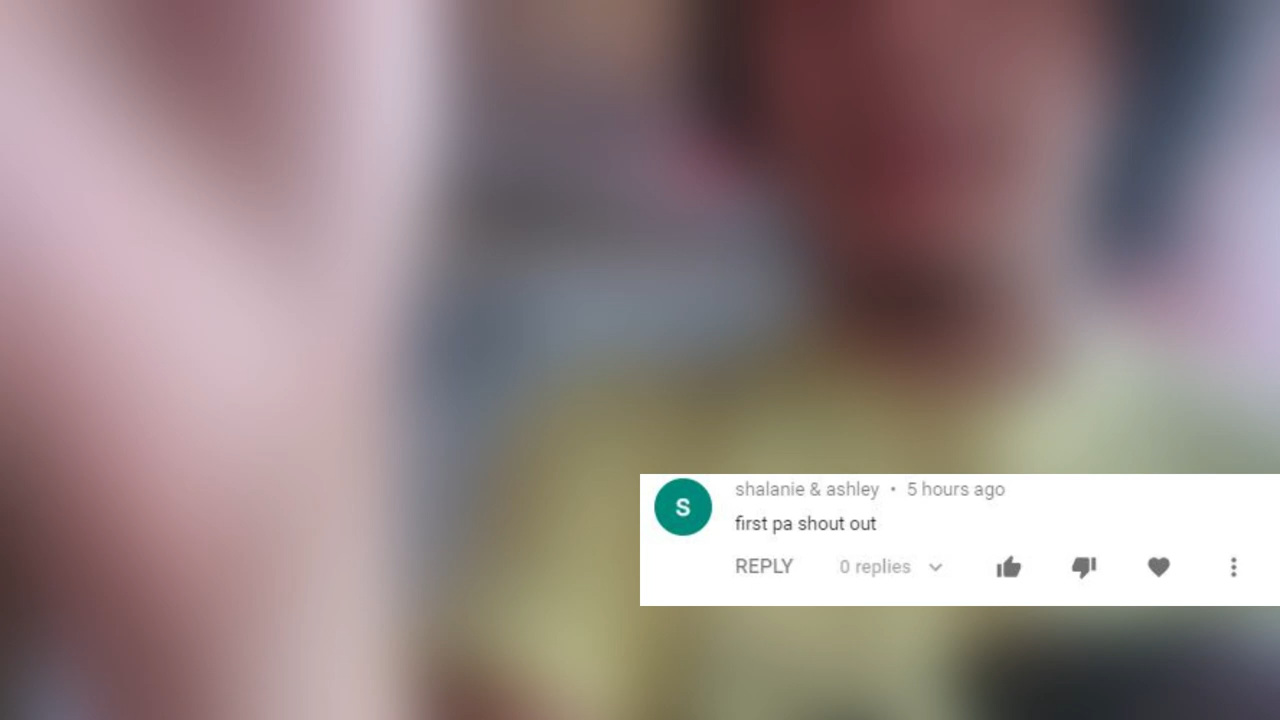 S
shalanie & ashley • 5 hours ago
first pa shout out
REPLY 0 replies